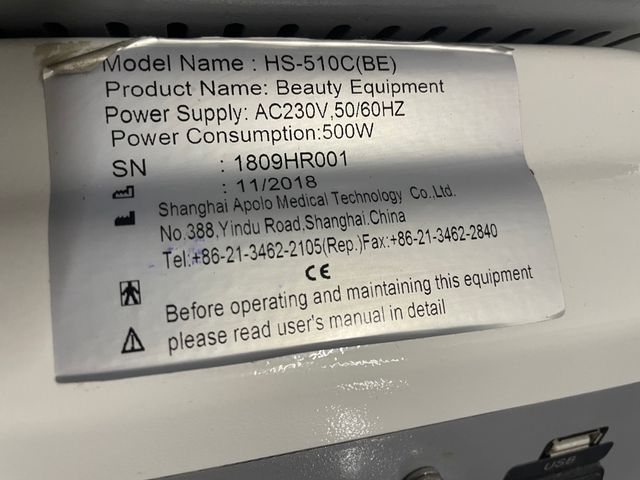 Model Name : HS-510C(BE)
Product Name: Beauty Equipment
Power Supply: AC230V,50/60HZ
Power Consumption:500W
SN : 1809HR001
: 11/2018
Shanghai Apolo Medical Technology Co.,Ltd.
No.388,Yindu Road,Shanghai.China
Tel:+86-21-3462-2105(Rep.)Fax:+86-21-3462-2840
CE
Before operating and maintaining this equipment
please read user's manual in detail
USB